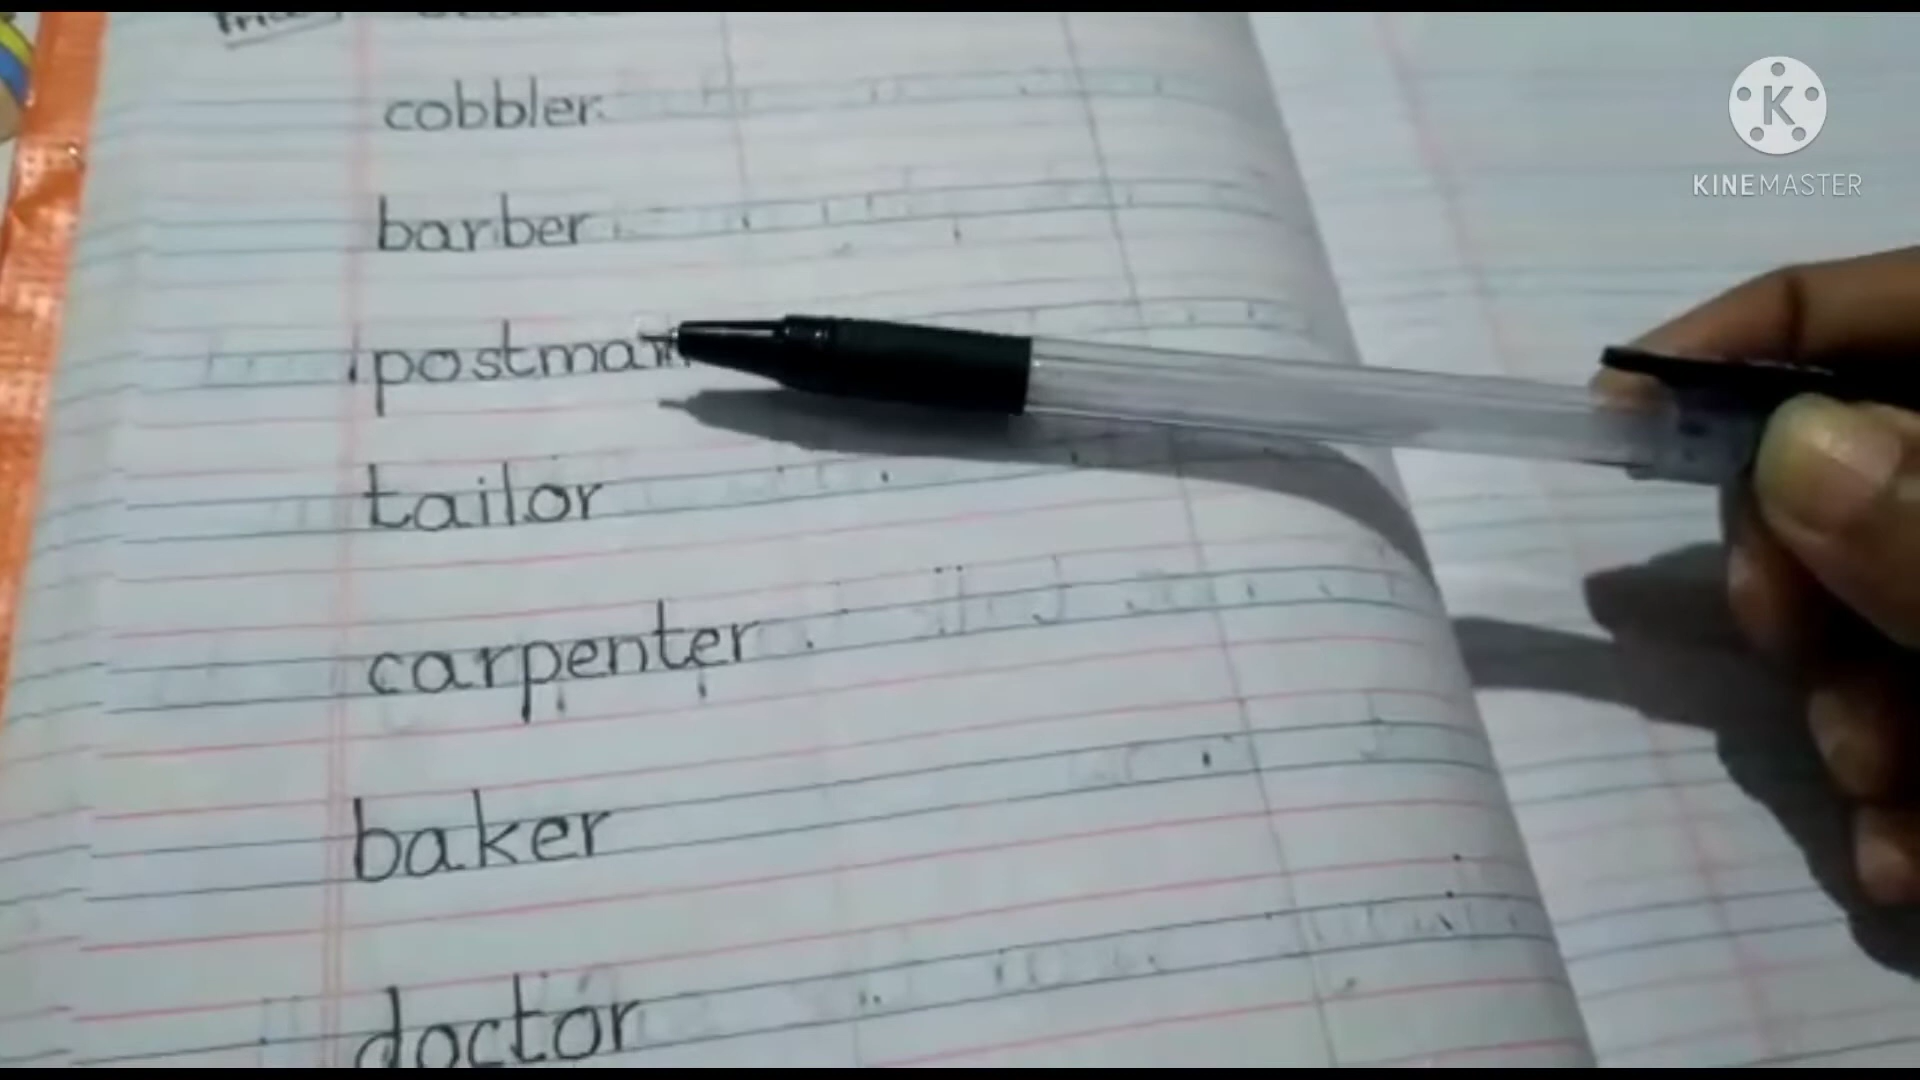 cobbler
barber
postman
tailor
carpenter
baker
doctor
KINEMASTER